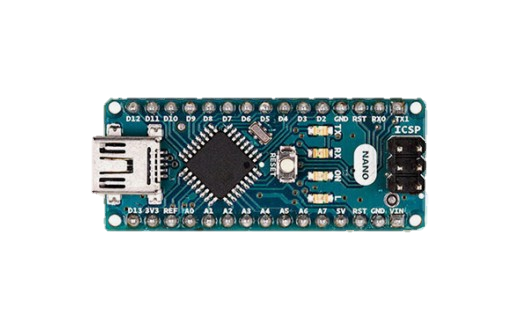 D12 D11 D10 D9 D8 D7 D6 D5 D4 D3 D2 GND RST RX0 TX1
TX
RX
ON
RESET
NANO
ICSP
D13 3V3 REF A0 A1 A2 A3 A4 A5 A6 A7 5V RST GND VIN